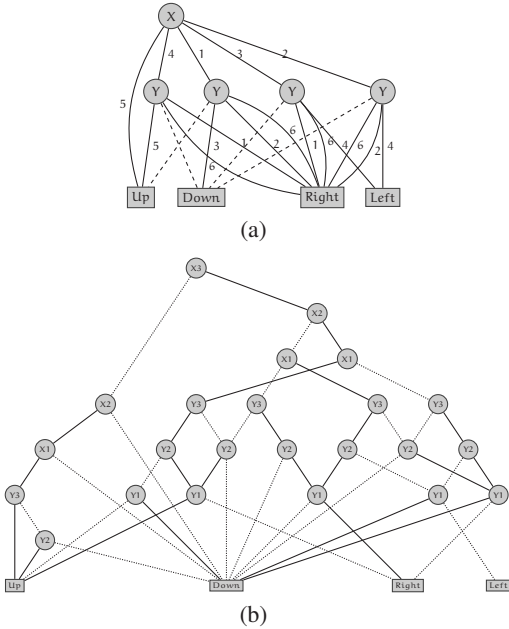 X
4 1 3 2
5
Y Y Y Y
5 3 6 2 1 6 1 6 4 6 2 4
Up Down Right Left
(a)
X3
X2
X1 X1
X2 Y3 Y3 Y3 Y3
X1 Y2 Y2 Y2 Y2 Y2 Y2
Y3 Y1 Y1 Y1 Y1 Y1
Y2
Up Down Right Left
(b)